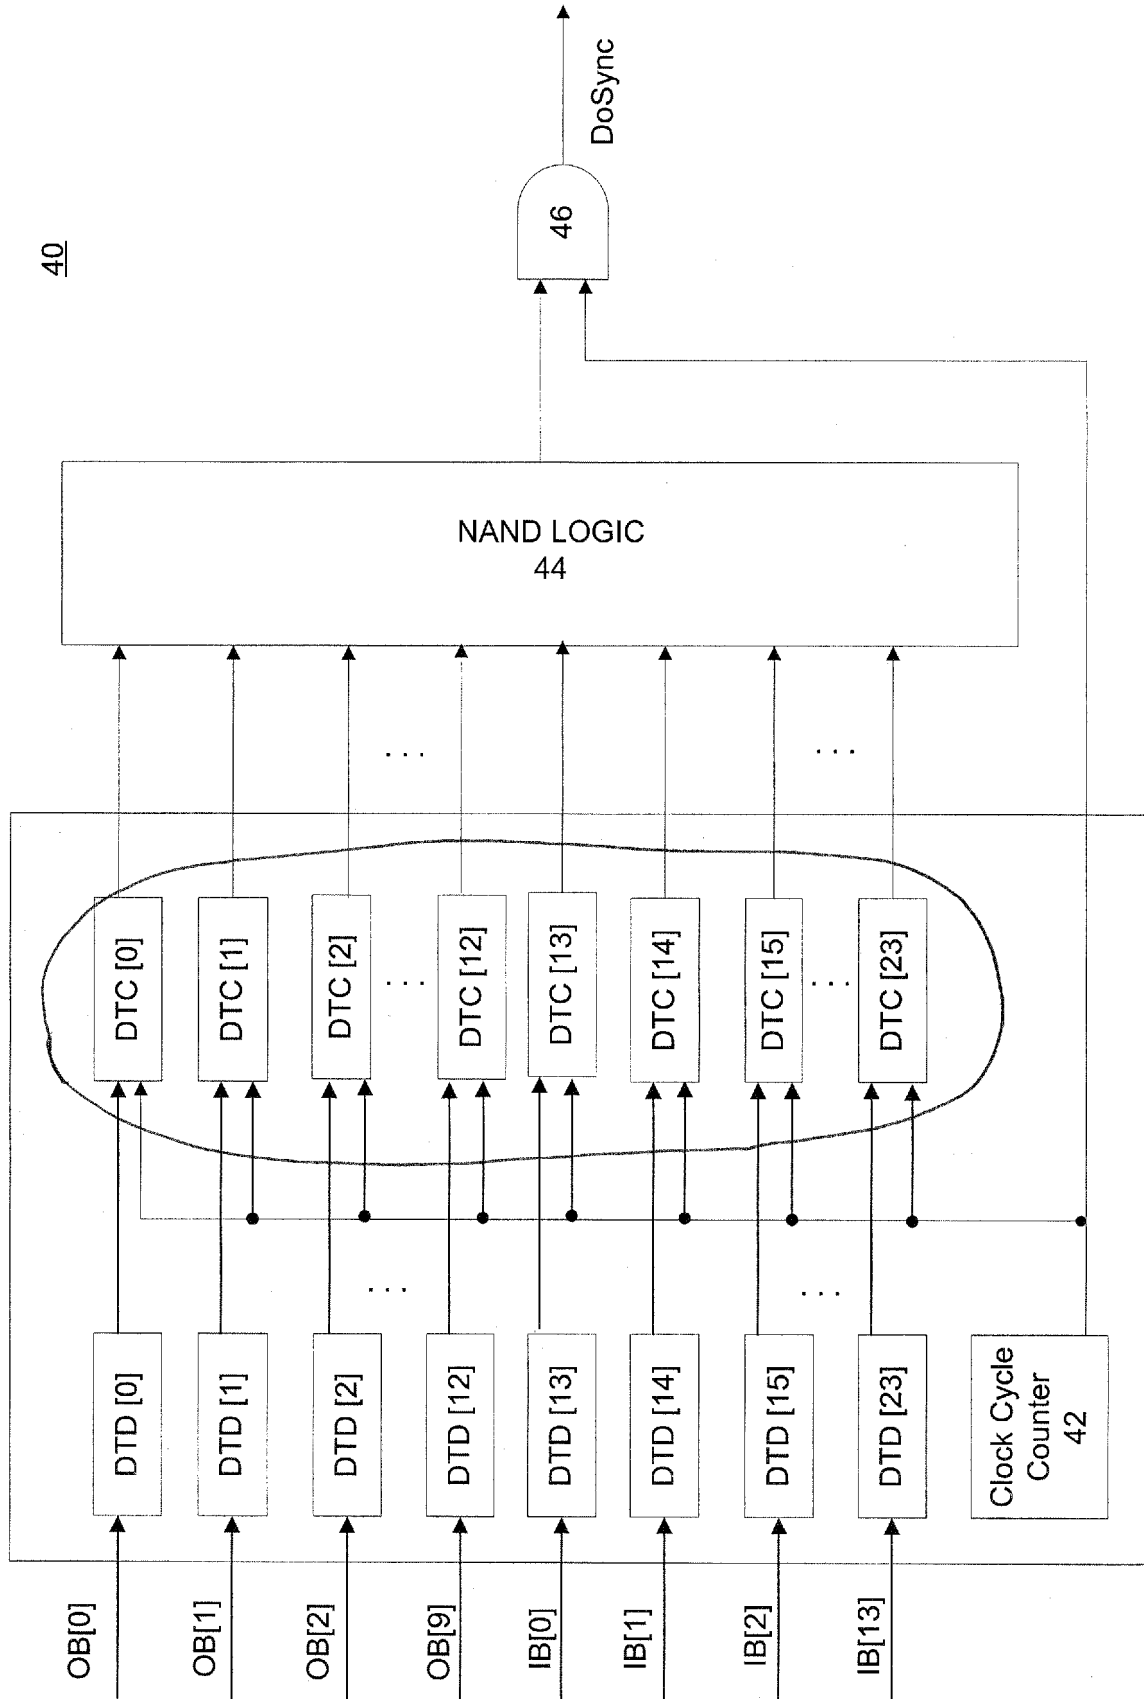 40
OB[0]
OB[1]
OB[2]
OB[9]
IB[0]
IB[1]
IB[2]
IB[13]
DTD [0]
DTD [1]
DTD [2]
. . .
DTD [12]
DTD [13]
DTD [14]
DTD [15]
. . .
DTD [23]
Clock Cycle
Counter
42
DTC [0]
DTC [1]
DTC [2]
. . .
DTC [12]
DTC [13]
DTC [14]
DTC [15]
. . .
DTC [23]
. . .
. . .
NAND LOGIC
44
46
DoSync